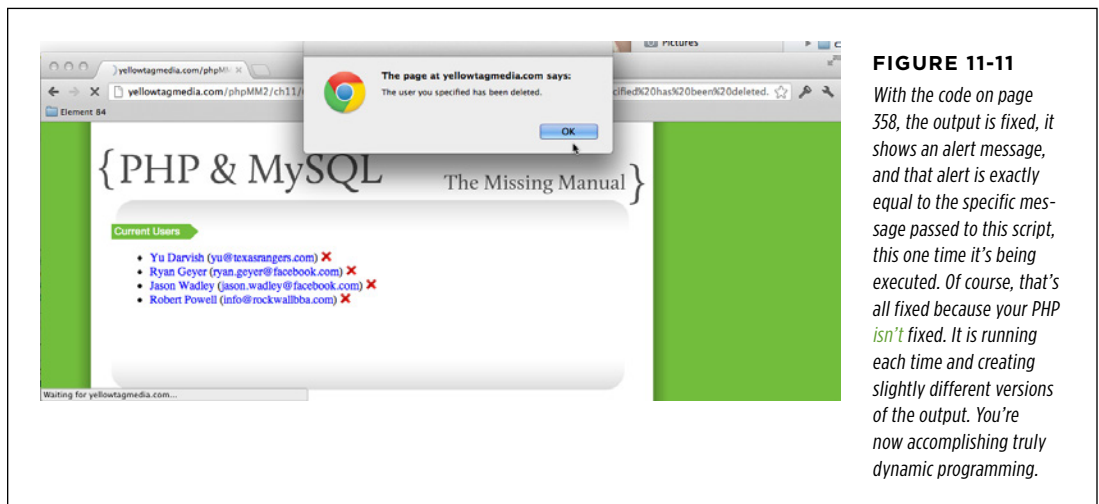 Pictures
}yellowtagmedia.com/phpM
yellowtagmedia.com/phpMM2/ch11/
cified%20has%20been%20deleted.
Element 84
The page at yellowtagmedia.com says:
The user you specified has been deleted.
OK
{PHP & MySQL
The Missing Manual}
Current Users
• Yu Darvish (yu@texasrangers.com)
• Ryan Geyer (ryan.geyer@facebook.com)
• Jason Wadley (jason.wadley@facebook.com)
• Robert Powell (info@rockwallbba.com)
Waiting for yellowtagmedia.com...
FIGURE 11-11
With the code on page
358, the output is fixed, it
shows an alert message,
and that alert is exactly
equal to the specific mes-
sage passed to this script,
this one time it's being
executed. Of course, that's
all fixed because your PHP
isn't fixed. It is running
each time and creating
slightly different versions
of the output. You're
now accomplishing truly
dynamic programming.